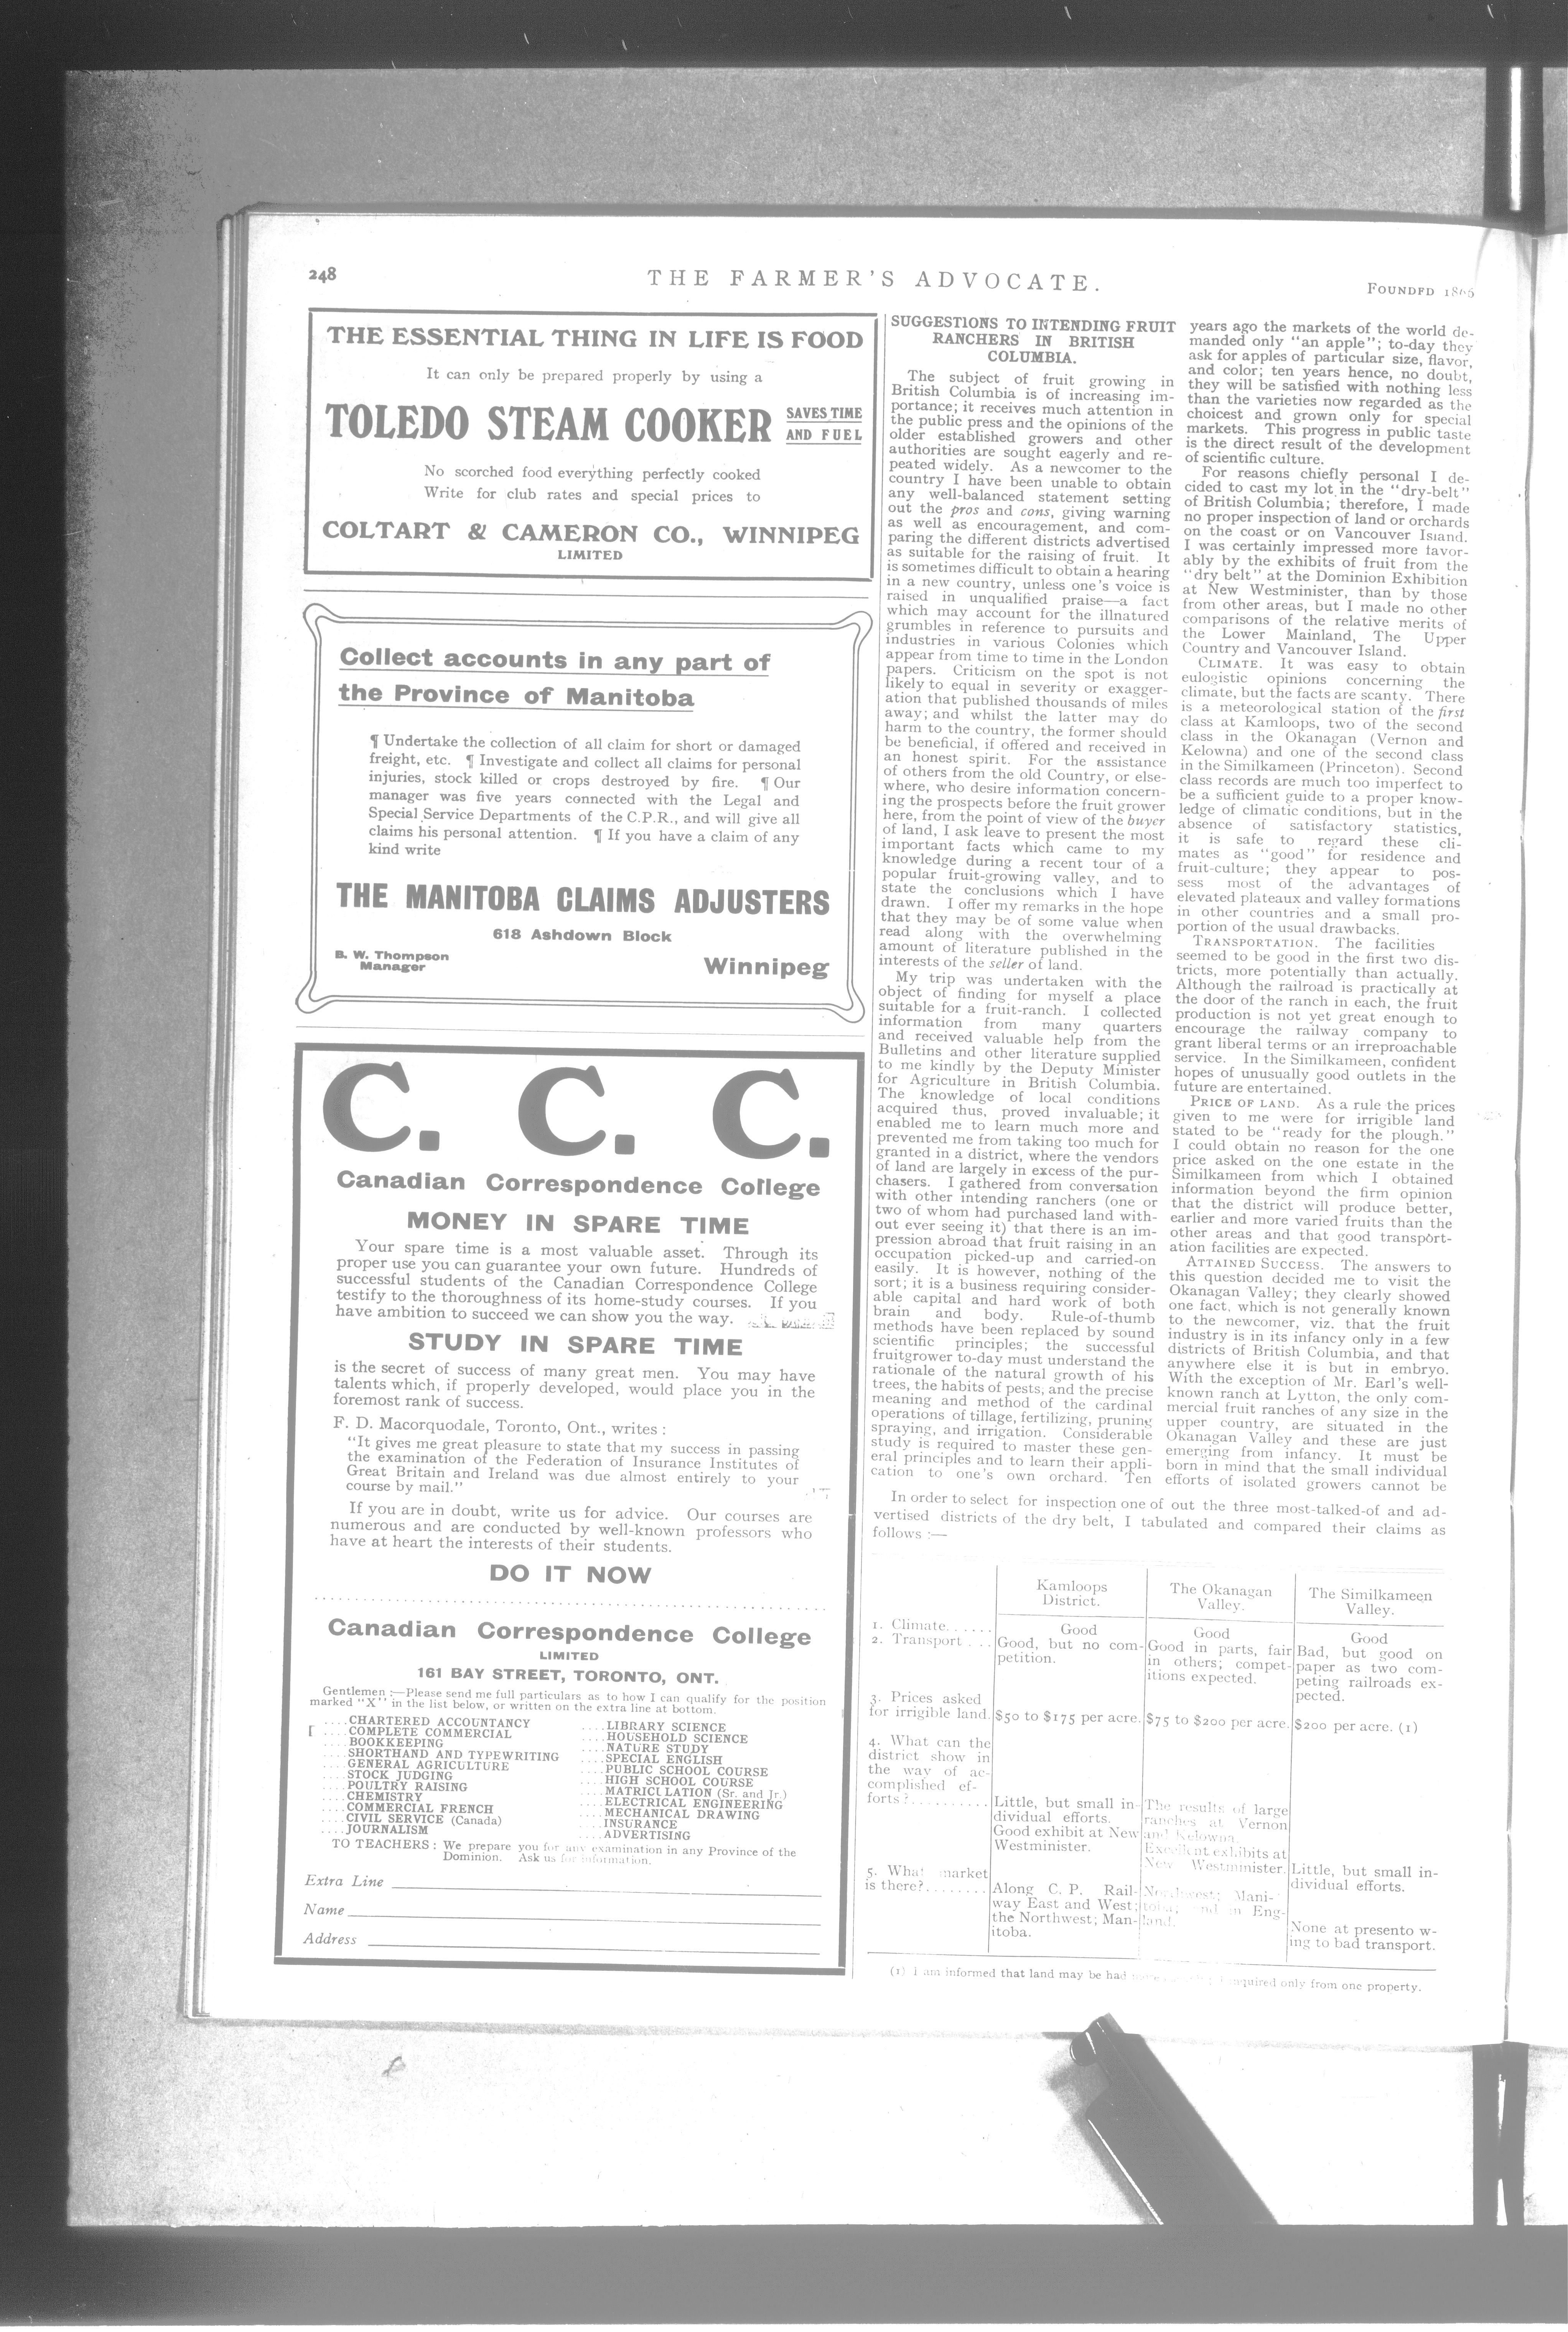 248
THE FARMER'S ADVOCATE.
FOUNDED 1866
THE ESSENTIAL THING IN LIFE IS FOOD
It can only be prepared properly by using a
TOLEDO STEAM COOKER
SAVES TIME
AND FUEL
No scorched food everything perfectly cooked
Write for club rates and special prices to
COLTART & CAMERON CO., WINNIPEG
LIMITED
Collect accounts in any part of
the Province of Manitoba
¶ Undertake the collection of all claim for short or damaged
freight, etc. ¶ Investigate and collect all claims for personal
injuries, stock killed or crops destroyed by fire. ¶ Our
manager was five years connected with the Legal and
Special Service Departments of the C.P.R., and will give all
claims his personal attention. ¶ If you have a claim of any
kind write
THE MANITOBA CLAIMS ADJUSTERS
618 Ashdown Block
B. W. Thompson
Manager
Winnipeg
C. C. C.
Canadian Correspondence College
MONEY IN SPARE TIME
Your spare time is a most valuable asset. Through its
proper use you can guarantee your own future. Hundreds of
successful students of the Canadian Correspondence College
testify to the thoroughness of its home-study courses. If you
have ambition to succeed we can show you the way.
STUDY IN SPARE TIME
is the secret of success of many great men. You may have
talents which, if properly developed, would place you in the
foremost rank of success.
F. D. Macorquodale, Toronto, Ont., writes :
"It gives me great pleasure to state that my success in passing
the examination of the Federation of Insurance Institutes of
Great Britain and Ireland was due almost entirely to your
course by mail."
If you are in doubt, write us for advice. Our courses are
numerous and are conducted by well-known professors who
have at heart the interests of their students.
DO IT NOW
Canadian Correspondence College
LIMITED
161 BAY STREET, TORONTO, ONT.
Gentlemen :—Please send me full particulars as to how I can qualify for the position
marked "X" in the list below, or written on the extra line at bottom.
....CHARTERED ACCOUNTANCY
....COMPLETE COMMERCIAL
....BOOKKEEPING
....SHORTHAND AND TYPEWRITING
....GENERAL AGRICULTURE
....STOCK JUDGING
....POULTRY RAISING
....CHEMISTRY
....COMMERCIAL FRENCH
....CIVIL SERVICE (Canada)
....JOURNALISM
....LIBRARY SCIENCE
....HOUSEHOLD SCIENCE
....NATURE STUDY
....SPECIAL ENGLISH
....PUBLIC SCHOOL COURSE
....HIGH SCHOOL COURSE
....MATRICULATION (Sr. and Jr.)
....ELECTRICAL ENGINEERING
....MECHANICAL DRAWING
....INSURANCE
....ADVERTISING
TO TEACHERS : We prepare you for any examination in any Province of the
Dominion. Ask us for information.
Extra Line
Name
Address
SUGGESTIONS TO INTENDING FRUIT
RANCHERS IN BRITISH
COLUMBIA.
The subject of fruit growing in
British Columbia is of increasing im-
portance; it receives much attention in
the public press and the opinions of the
older established growers and other
authorities are sought eagerly and re-
peated widely. As a newcomer to the
country I have been unable to obtain
any well-balanced statement setting
out the pros and cons, giving warning
as well as encouragement, and com-
paring the different districts advertised
as suitable for the raising of fruit. It
is sometimes difficult to obtain a hearing
in a new country, unless one's voice is
raised in unqualified praise—a fact
which may account for the illnatured
grumbles in reference to pursuits and
industries in various Colonies which
appear from time to time in the London
papers. Criticism on the spot is not
likely to equal in severity or exagger-
ation that published thousands of miles
away; and whilst the latter may do
harm to the country, the former should
be beneficial, if offered and received in
an honest spirit. For the assistance
of others from the old Country, or else-
where, who desire information concern-
ing the prospects before the fruit grower
here, from the point of view of the buyer
of land, I ask leave to present the most
important facts which came to my
knowledge during a recent tour of a
popular fruit-growing valley, and to
state the conclusions which I have
drawn. I offer my remarks in the hope
that they may be of some value when
read along with the overwhelming
amount of literature published in the
interests of the seller of land.
My trip was undertaken with the
object of finding for myself a place
suitable for a fruit-ranch. I collected
information from many quarters
and received valuable help from the
Bulletins and other literature supplied
to me kindly by the Deputy Minister
for Agriculture in British Columbia.
The knowledge of local conditions
acquired thus, proved invaluable; it
enabled me to learn much more and
prevented me from taking too much for
granted in a district, where the vendors
of land are largely in excess of the pur-
chasers. I gathered from conversation
with other intending ranchers (one or
two of whom had purchased land with-
out ever seeing it) that there is an im-
pression abroad that fruit raising in an
occupation picked-up and carried-on
easily. It is however, nothing of the
sort; it is a business requiring consider-
able capital and hard work of both
brain and body. Rule-of-thumb
methods have been replaced by sound
scientific principles; the successful
fruitgrower to-day must understand the
rationale of the natural growth of his
trees, the habits of pests, and the precise
meaning and method of the cardinal
operations of tillage, fertilizing, pruning
spraying, and irrigation. Considerable
study is required to master these gen-
eral principles and to learn their appli-
cation to one's own orchard. Ten
years ago the markets of the world de-
manded only "an apple"; to-day they
ask for apples of particular size, flavor,
and color; ten years hence, no doubt,
they will be satisfied with nothing less
than the varieties now regarded as the
choicest and grown only for special
markets. This progress in public taste
is the direct result of the development
of scientific culture.
For reasons chiefly personal I de-
cided to cast my lot in the "dry-belt"
of British Columbia; therefore, I made
no proper inspection of land or orchards
on the coast or on Vancouver Island.
I was certainly impressed more favor-
ably by the exhibits of fruit from the
"dry belt" at the Dominion Exhibition
at New Westminister, than by those
from other areas, but I made no other
comparisons of the relative merits of
the Lower Mainland, The Upper
Country and Vancouver Island.
CLIMATE. It was easy to obtain
eulogistic opinions concerning the
climate, but the facts are scanty. There
is a meteorological station of the first
class at Kamloops, two of the second
class in the Okanagan (Vernon and
Kelowna) and one of the second class
in the Similkameen (Princeton). Second
class records are much too imperfect to
be a sufficient guide to a proper know-
ledge of climatic conditions, but in the
absence of satisfactory statistics,
it is safe to regard these cli-
mates as "good" for residence and
fruit-culture; they appear to pos-
sess most of the advantages of
elevated plateaux and valley formations
in other countries and a small pro-
portion of the usual drawbacks.
TRANSPORTATION. The facilities
seemed to be good in the first two dis-
tricts, more potentially than actually.
Although the railroad is practically at
the door of the ranch in each, the fruit
production is not yet great enough to
encourage the railway company to
grant liberal terms or an irreproachable
service. In the Similkameen, confident
hopes of unusually good outlets in the
future are entertained.
PRICE OF LAND. As a rule the prices
given to me were for irrigible land
stated to be "ready for the plough."
I could obtain no reason for the one
price asked on the one estate in the
Similkameen from which I obtained
information beyond the firm opinion
that the district will produce better,
earlier and more varied fruits than the
other areas and that good transport-
ation facilities are expected.
ATTAINED SUCCESS. The answers to
this question decided me to visit the
Okanagan Valley; they clearly showed
one fact. which is not generally known
to the newcomer, viz. that the fruit
industry is in its infancy only in a few
districts of British Columbia, and that
anywhere else it is but in embryo.
With the exception of Mr. Earl's well-
known ranch at Lytton, the only com-
mercial fruit ranches of any size in the
upper country, are situated in the
Okanagan Valley and these are just
emerging from infancy. It must be
born in mind that the small individual
efforts of isolated growers cannot be
In order to select for inspection one of out the three most-talked-of and ad-
vertised districts of the dry belt, I tabulated and compared their claims as
follows :—
Kamloops
District.
The Okanagan
Valley.
The Similkameen
Valley.
1. Climate......
Good
Good
Good
2. Transport ...
Good, but no com-
petition.
Good in parts, fair
in others; compet-
itions expected.
Bad, but good on
paper as two com-
peting railroads ex-
pected.
3. Prices asked
for irrigible land.
$50 to $175 per acre.
$75 to $200 per acre.
$200 per acre. (1)
4. What can the
district show in
the way of ac-
complished ef-
forts ?..........
Little, but small in-
dividual efforts.
Good exhibit at New
Westminister.
The results of large
ranches at Vernon
and Kelowna
Excellent exhibits at
New Westminister.
Little, but small in-
dividual efforts.
5. What market
is there?........
Along C. P. Rail-
way East and West;
the Northwest; Man-
itoba.
Northwest; Mani-
toba; and in Eng-
land.
None at presento w-
ing to bad transport.
(1) I am informed that land may be had inquired only from one property.